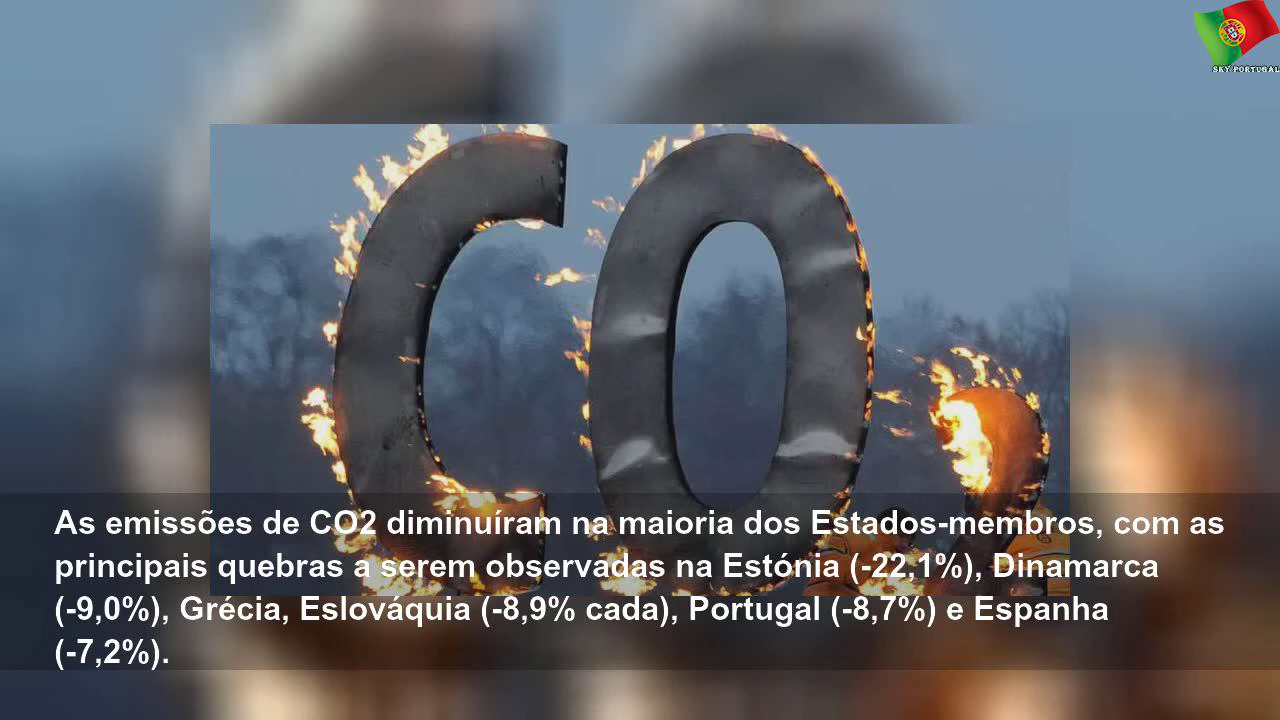 SKY PORTUGAL
CO2
As emissões de CO2 diminuíram na maioria dos Estados-membros, com as
principais quebras a serem observadas na Estónia (-22,1%), Dinamarca
(-9,0%), Grécia, Eslováquia (-8,9% cada), Portugal (-8,7%) e Espanha
(-7,2%).